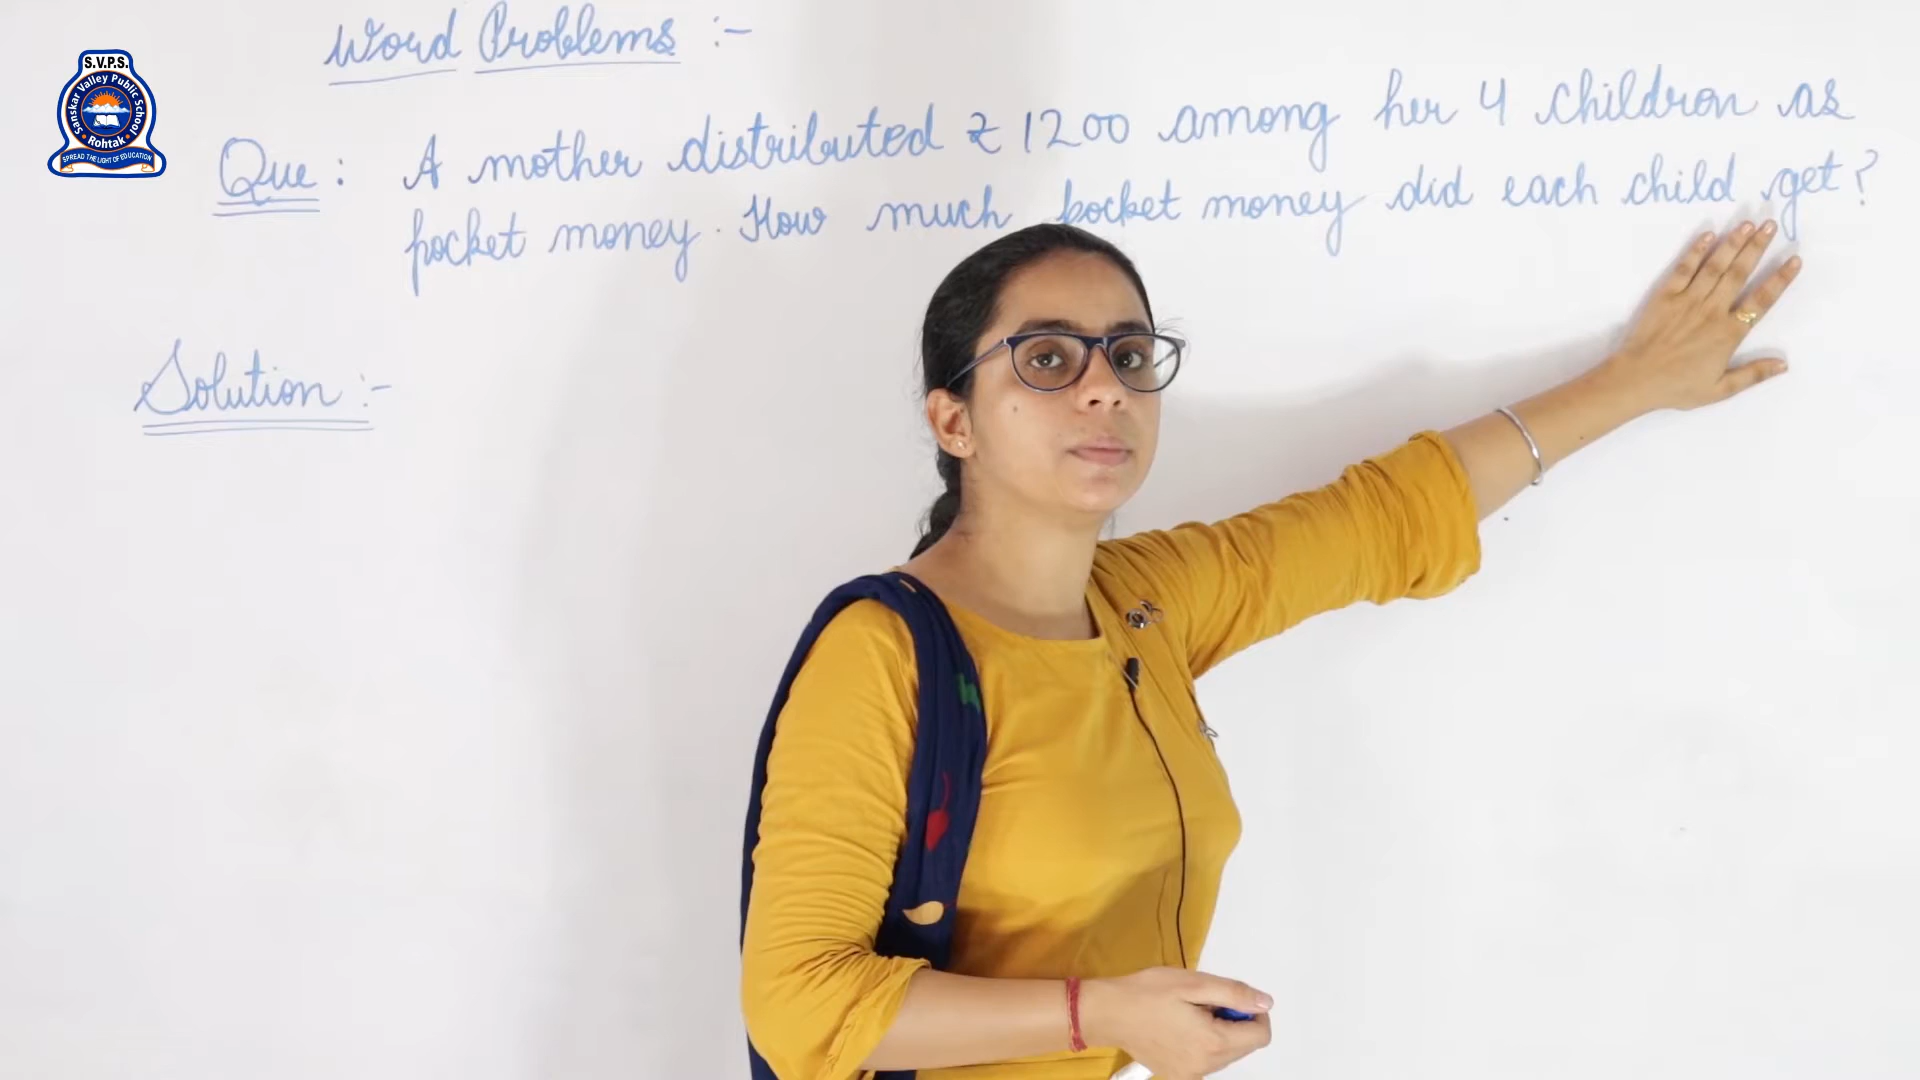 Word Problems :-
Que : A mother distributed ₹ 1200 among her 4 children as
pocket money. How much pocket money did each child get?
Solution :-
S.V.P.S.
Sanskar Valley Public School
Rohtak
SPREAD THE LIGHT OF EDUCATION